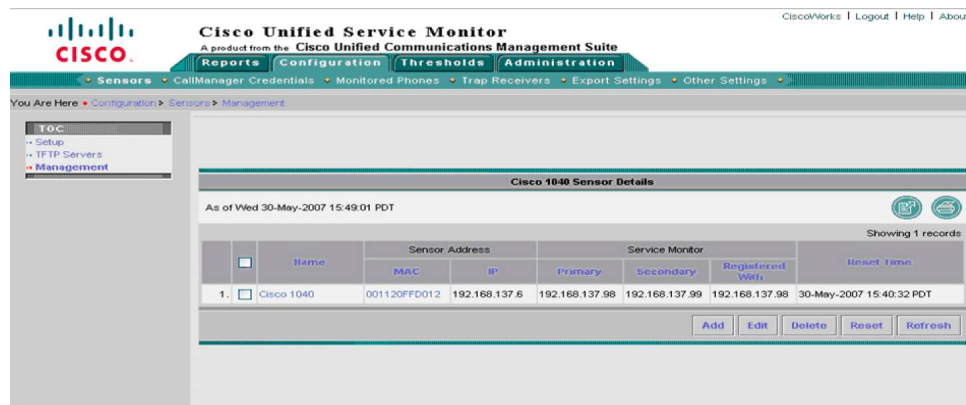 CiscoWorks | Logout | Help | Abou
CISCO
Cisco Unified Service Monitor
A product from the Cisco Unified Communications Management Suite
Reports Configuration Thresholds Administration
Sensors CallManager Credentials Monitored Phones Trap Receivers Export Settings Other Settings
You Are Here Configuration > Sensors > Management
TOC
Setup
TFTP Servers
Management
Cisco 1040 Sensor Details
As of Wed 30-May-2007 15:49:01 PDT
Showing 1 records
Name Sensor Address Service Monitor Reset Time
MAC IP Primary Secondary Registered With
1. Cisco 1040 001120FFD012 192.168.137.6 192.168.137.98 192.168.137.99 192.168.137.98 30-May-2007 15:40:32 PDT
Add Edit Delete Reset Refresh